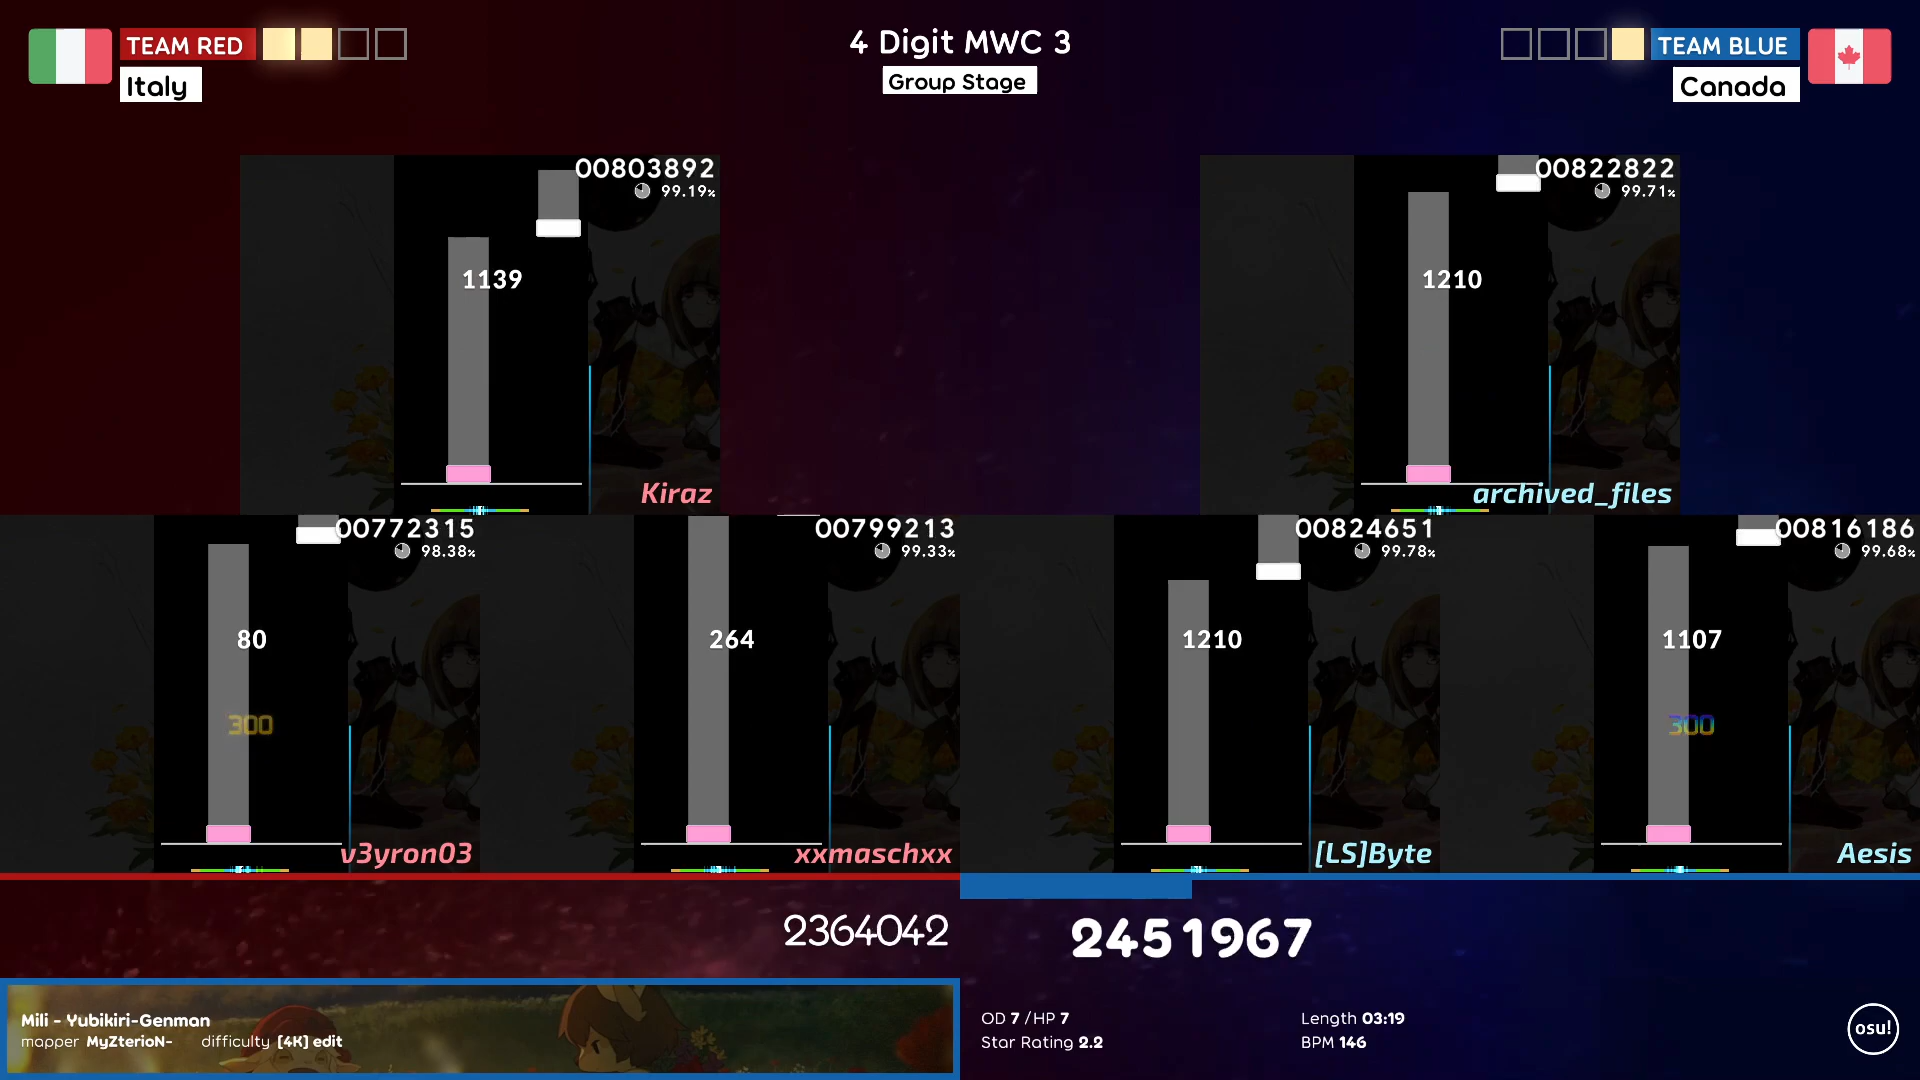 TEAM RED
Italy
4 Digit MWC 3
Group Stage
TEAM BLUE
Canada
00803892
99.19%
1139
Kiraz
00822822
99.71%
1210
archived_files
00772315
98.38%
80
300
v3yron03
00799213
99.33%
264
xxmaschxx
00824651
99.78%
1210
[LS]Byte
00816186
99.68%
1107
300
Aesis
2364042
2451967
Mili - Yubikiri-Genman
mapper MyZterioN- difficulty [4K] edit
OD 7 / HP 7
Star Rating 2.2
Length 03:19
BPM 146
osu!